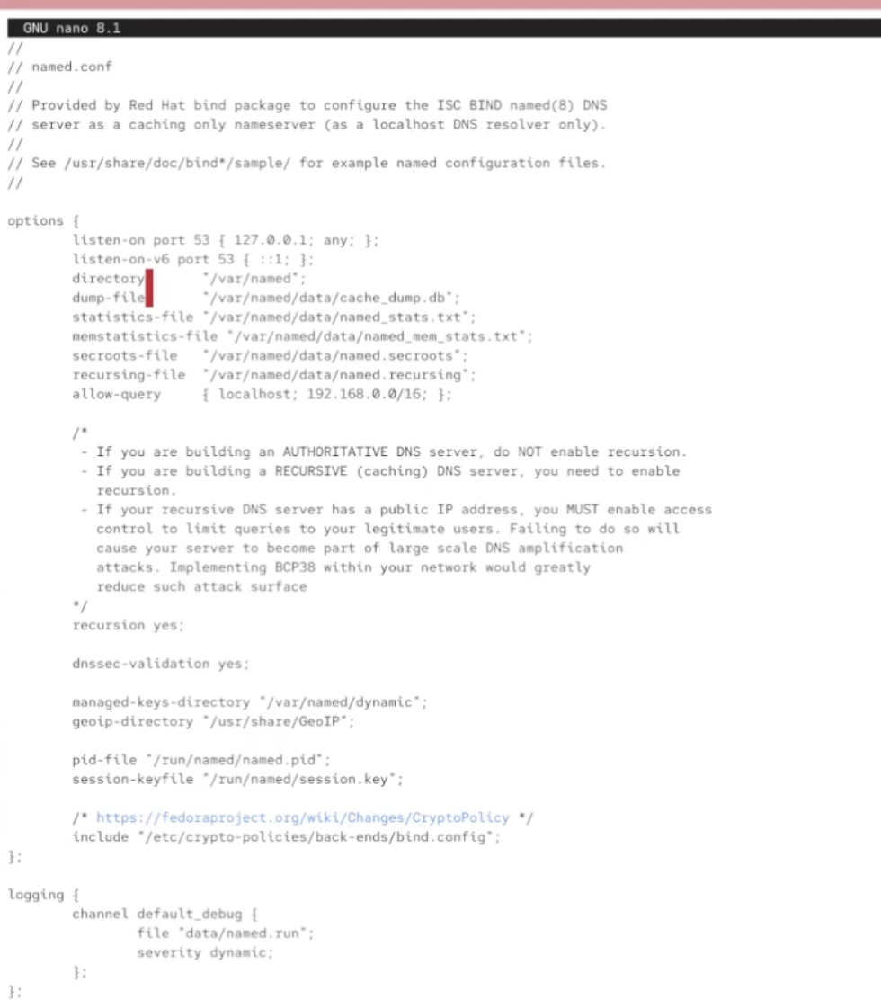 GNU nano 8.1
//
// named.conf
//
// Provided by Red Hat bind package to configure the ISC BIND named(8) DNS
// server as a caching only nameserver (as a localhost DNS resolver only).
//
// See /usr/share/doc/bind*/sample/ for example named configuration files.
//
options {
listen-on port 53 { 127.0.0.1; any; };
listen-on-v6 port 53 { ::1; };
directory "/var/named";
dump-file "/var/named/data/cache_dump.db";
statistics-file "/var/named/data/named_stats.txt";
memstatistics-file "/var/named/data/named_mem_stats.txt";
secroots-file "/var/named/data/named.secroots";
recursing-file "/var/named/data/named.recursing";
allow-query { localhost; 192.168.0.0/16; };
/*
- If you are building an AUTHORITATIVE DNS server, do NOT enable recursion.
- If you are building a RECURSIVE (caching) DNS server, you need to enable
recursion.
- If your recursive DNS server has a public IP address, you MUST enable access
control to limit queries to your legitimate users. Failing to do so will
cause your server to become part of large scale DNS amplification
attacks. Implementing BCP38 within your network would greatly
reduce such attack surface
*/
recursion yes;
dnssec-validation yes;
managed-keys-directory "/var/named/dynamic";
geoip-directory "/usr/share/GeoIP";
pid-file "/run/named/named.pid";
session-keyfile "/run/named/session.key";
/* https://fedoraproject.org/wiki/Changes/CryptoPolicy */
include "/etc/crypto-policies/back-ends/bind.config";
};
logging {
channel default_debug {
file "data/named.run";
severity dynamic;
};
};